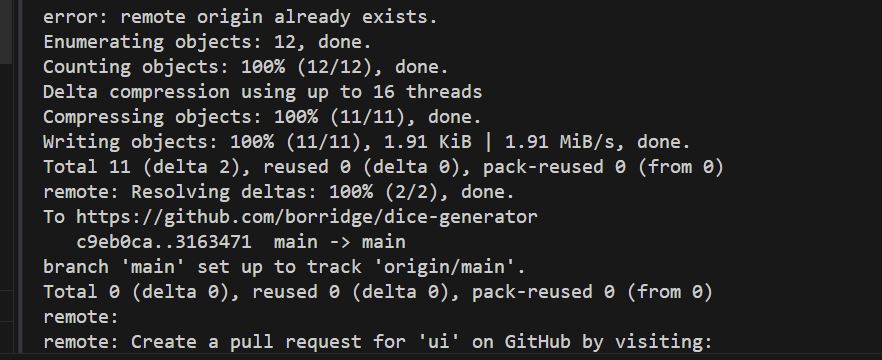 error: remote origin already exists.
Enumerating objects: 12, done.
Counting objects: 100% (12/12), done.
Delta compression using up to 16 threads
Compressing objects: 100% (11/11), done.
Writing objects: 100% (11/11), 1.91 KiB | 1.91 MiB/s, done.
Total 11 (delta 2), reused 0 (delta 0), pack-reused 0 (from 0)
remote: Resolving deltas: 100% (2/2), done.
To https://github.com/borridge/dice-generator
   c9eb0ca..3163471  main -> main
branch 'main' set up to track 'origin/main'.
Total 0 (delta 0), reused 0 (delta 0), pack-reused 0 (from 0)
remote:
remote: Create a pull request for 'ui' on GitHub by visiting: